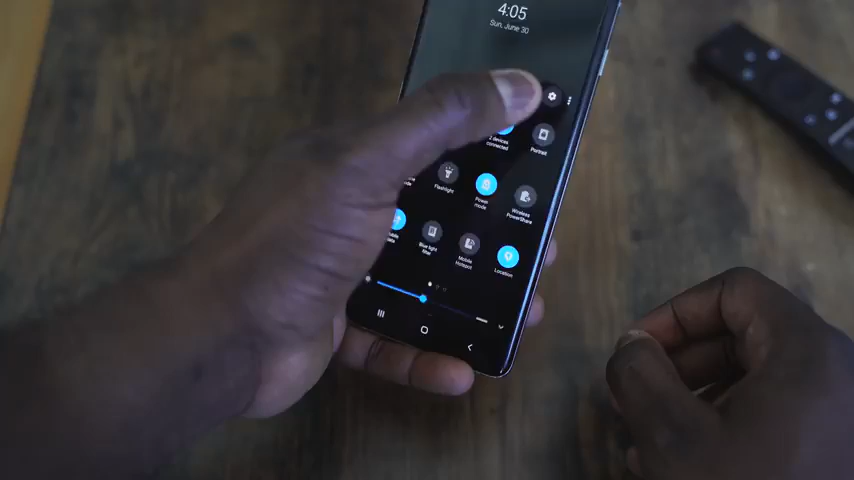 4:05
Sun, June 30
2 devices
connected
Portrait
Flashlight
Power
mode
Wireless
PowerShare
Blue light
filter
Mobile
Hotspot
Location